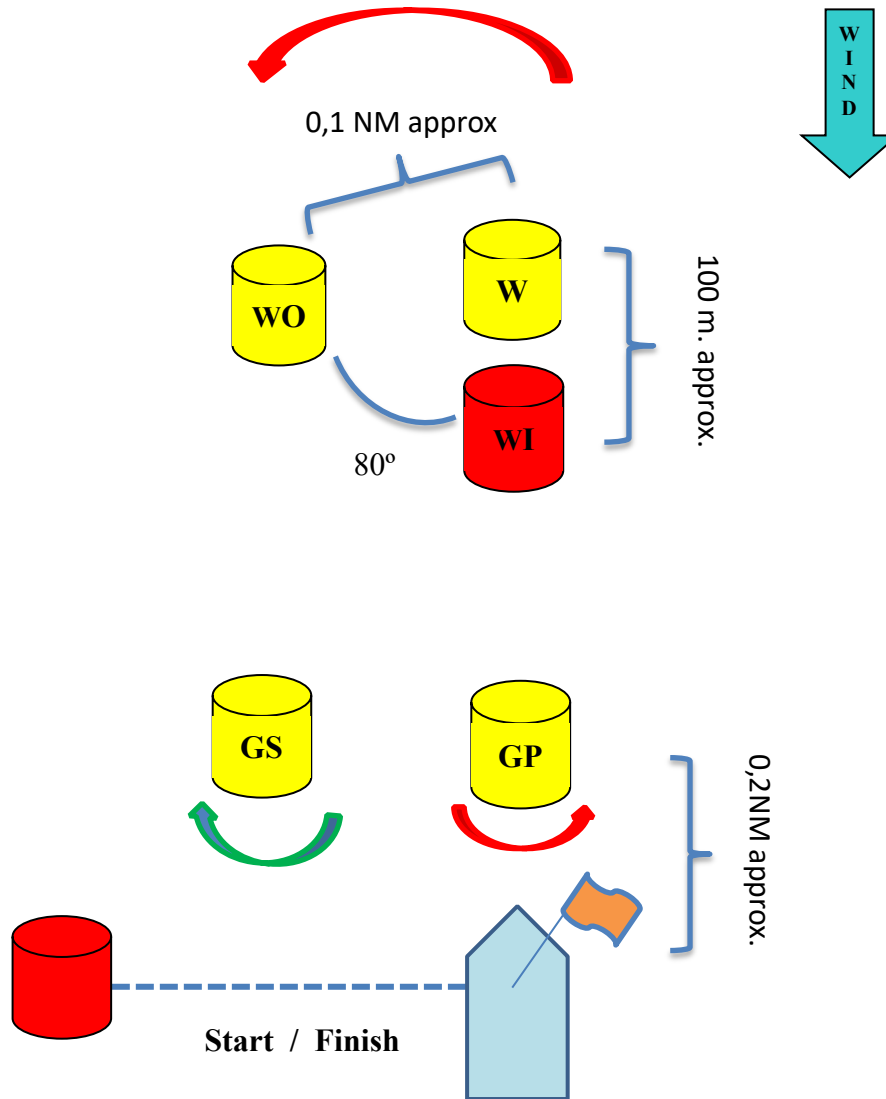 W
I
N
D
0,1 NM approx
W
WO
100 m. approx.
WI
80º
GS
GP
0,2NM approx.
Start / Finish